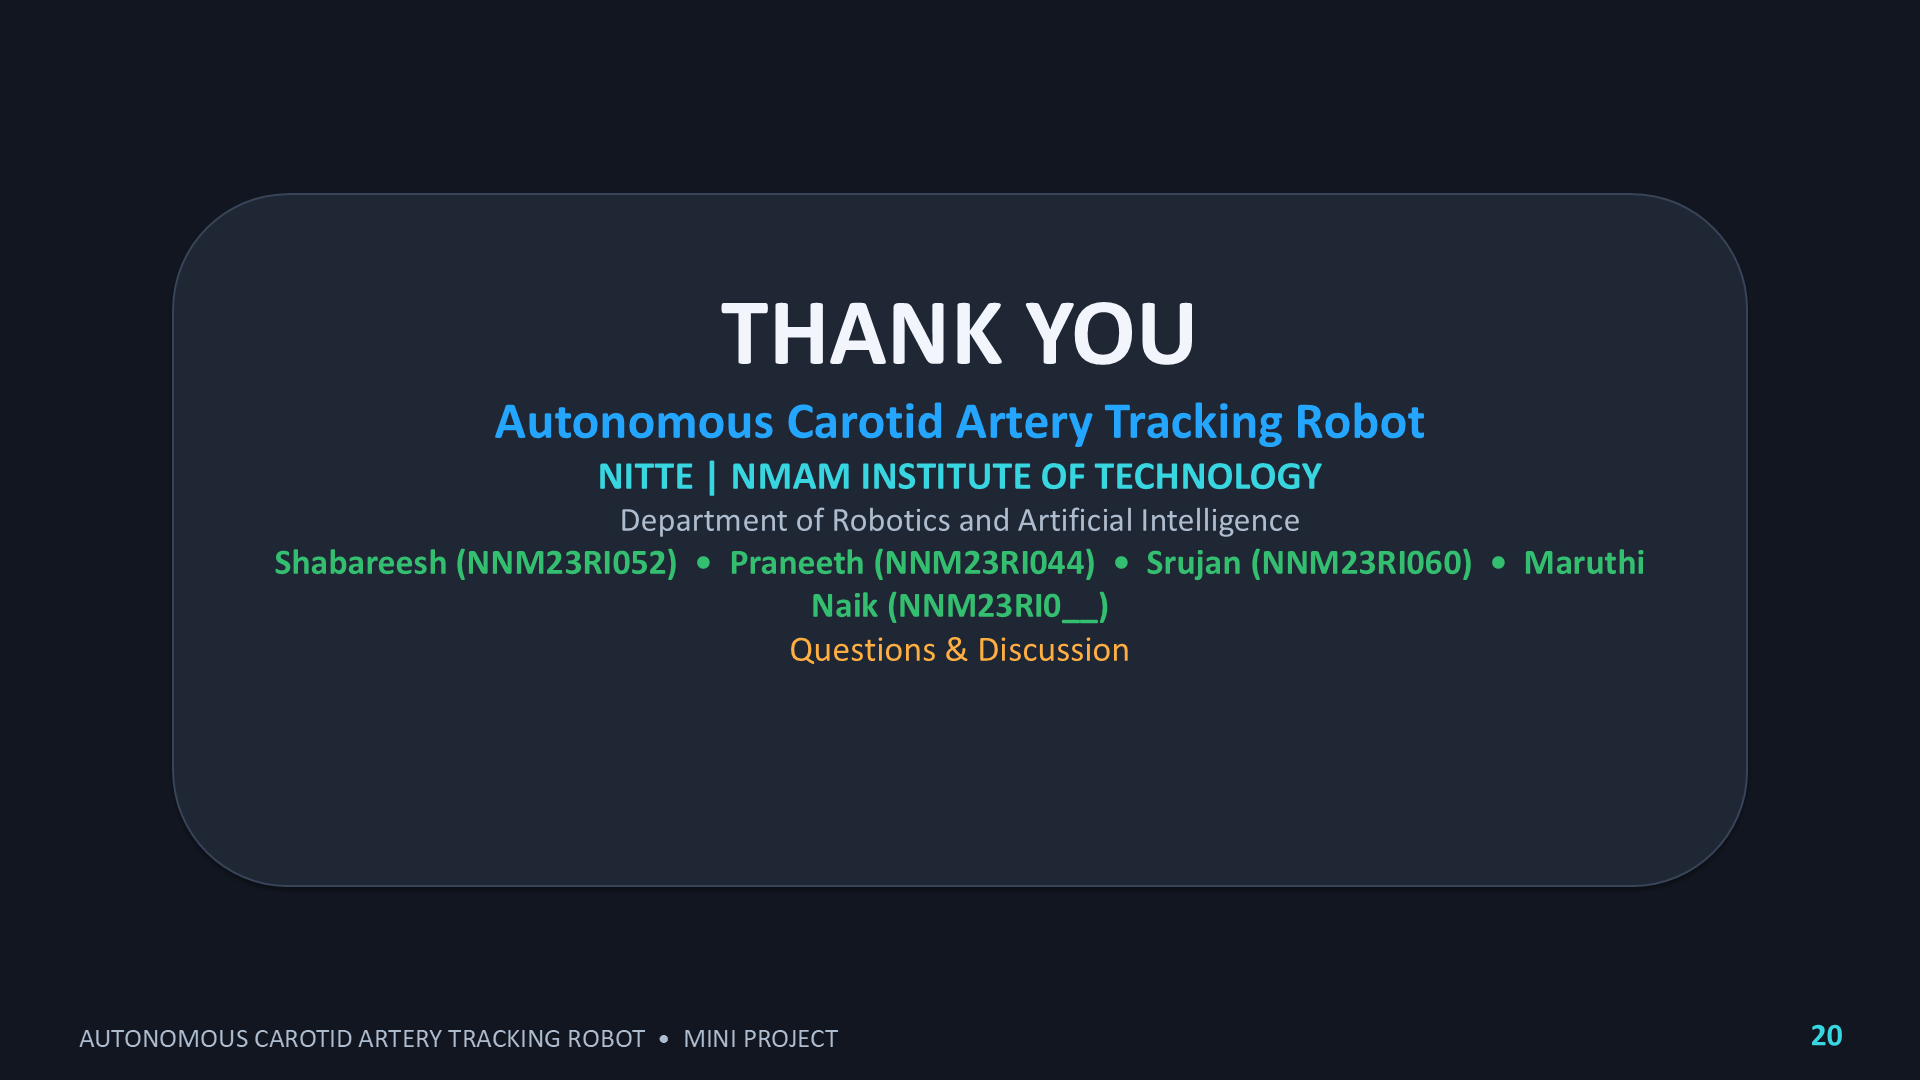 THANK YOU
Autonomous Carotid Artery Tracking Robot
NITTE | NMAM INSTITUTE OF TECHNOLOGY
Department of Robotics and Artificial Intelligence
Shabareesh (NNM23RI052) • Praneeth (NNM23RI044) • Srujan (NNM23RI060) • Maruthi
Naik (NNM23RI0__)
Questions & Discussion
AUTONOMOUS CAROTID ARTERY TRACKING ROBOT • MINI PROJECT
20